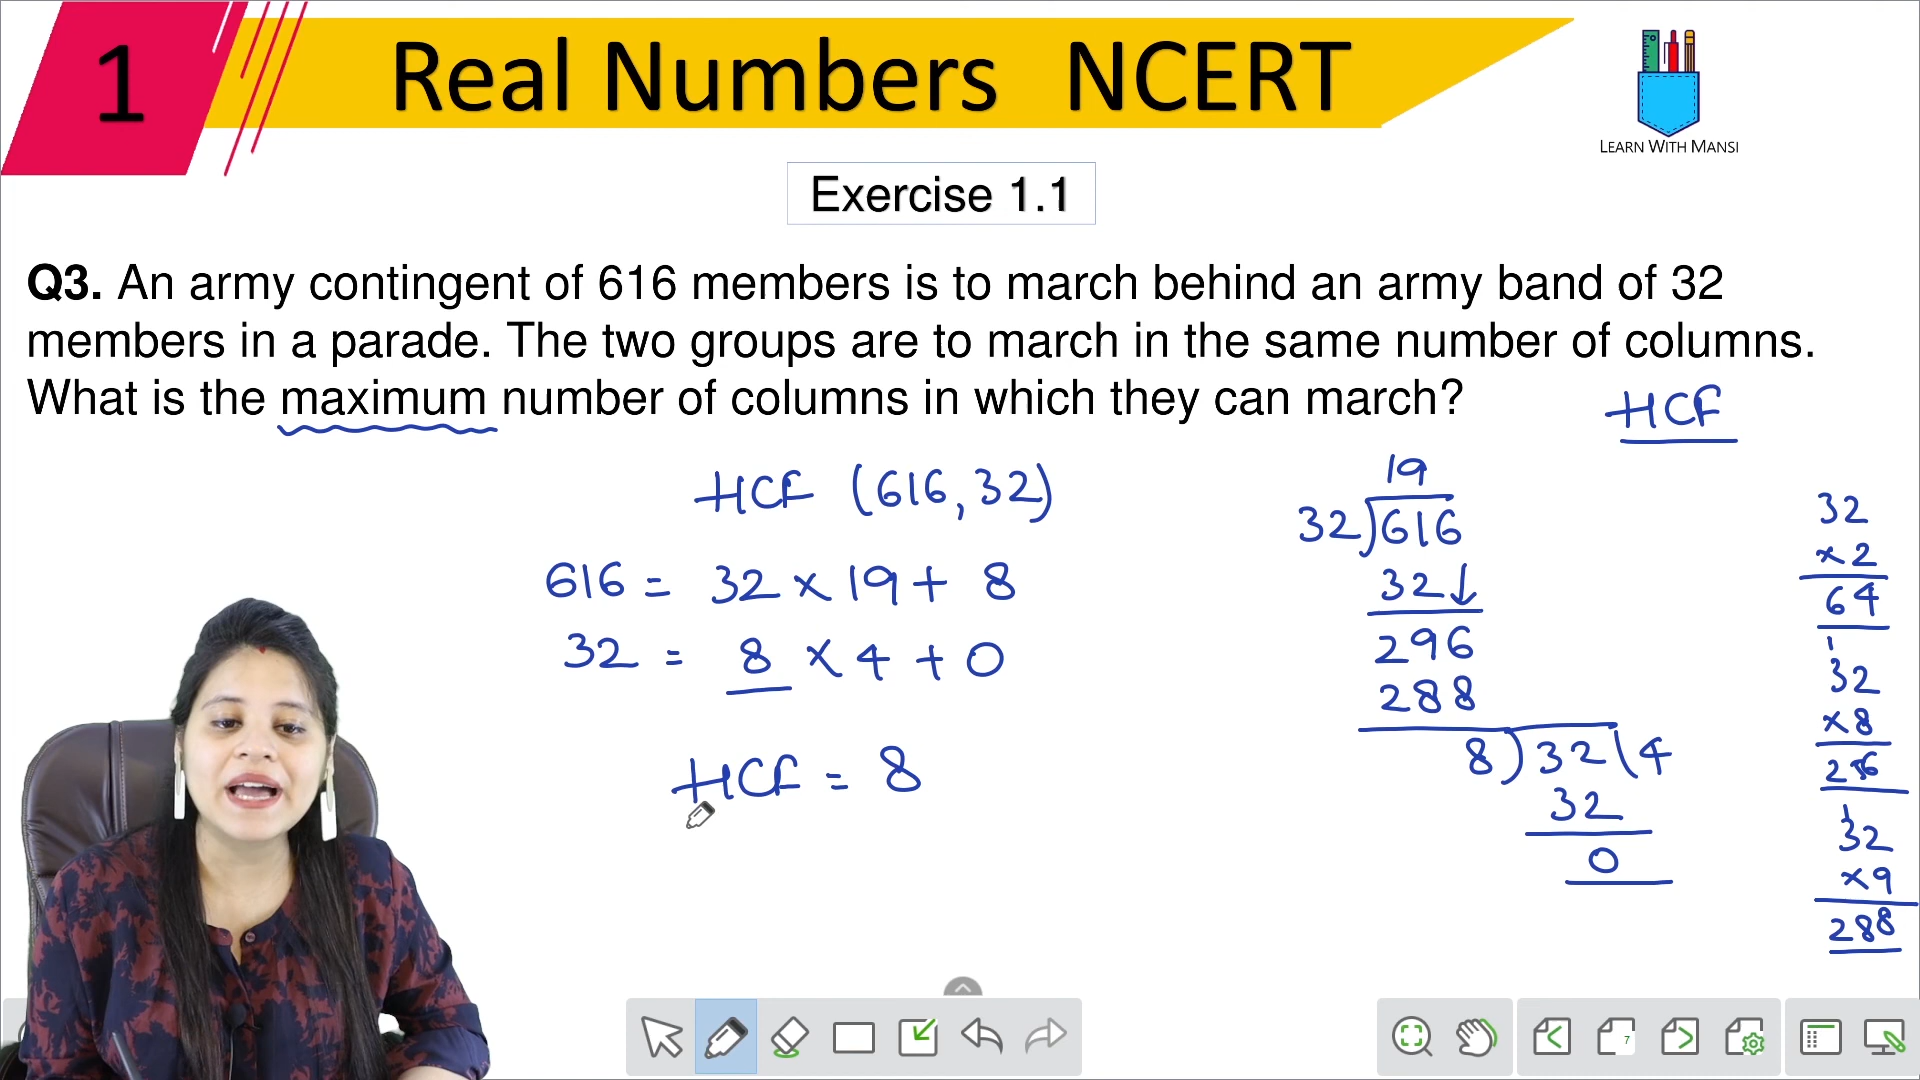 1
Real Numbers NCERT
LEARN WITH MANSI
Exercise 1.1
Q3. An army contingent of 616 members is to march behind an army band of 32
members in a parade. The two groups are to march in the same number of columns.
What is the maximum number of columns in which they can march?
HCF
HCF (616, 32)
616 = 32 × 19 + 8
32 = 8 × 4 + 0
HCF = 8
19
32)616
32↓
296
288
8)32(4
32
0
32
×2
64
1
32
×8
256
1
32
×9
288
7